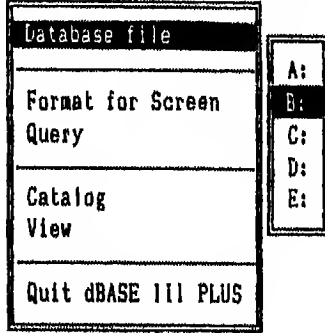 Database file
Format for Screen
Query
Catalog
View
Quit dBASE III PLUS
A:
B:
C:
D:
E: